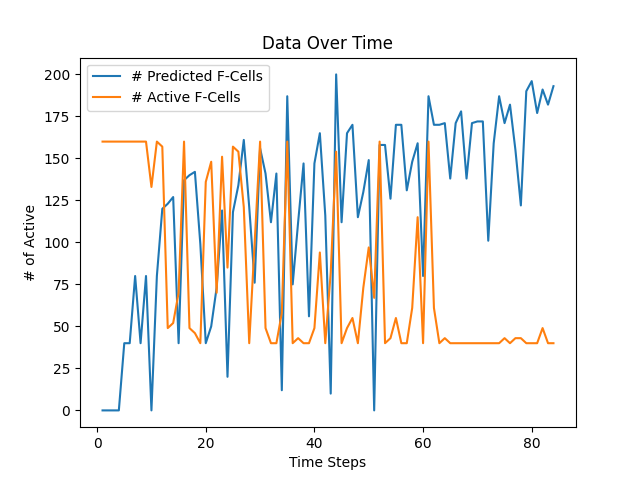 Data Over Time
# Predicted F-Cells
# Active F-Cells
200
175
150
125
100
75
50
25
0
# of Active
0 20 40 60 80
Time Steps